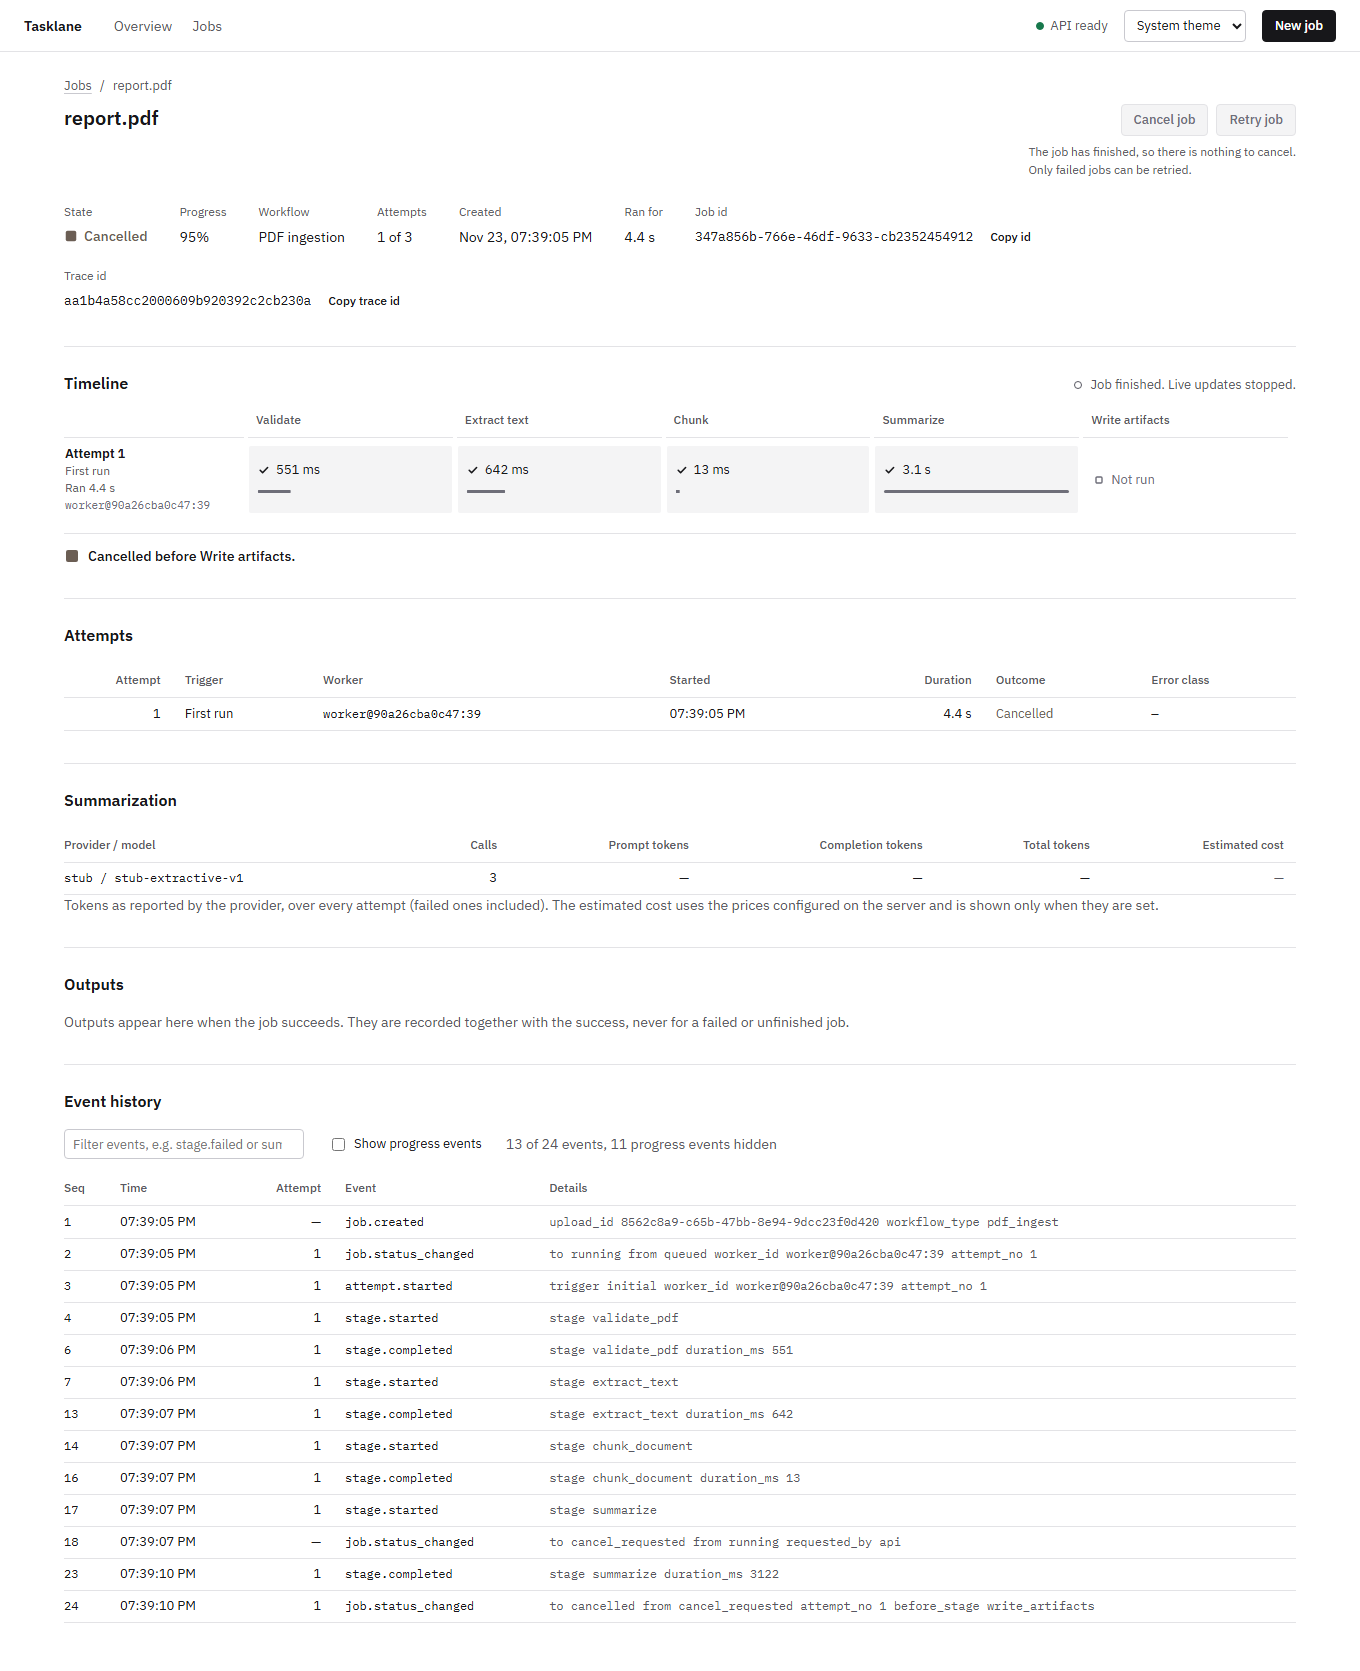 Tasklane Overview Jobs API ready System theme New job
Jobs / report.pdf
report.pdf Cancel job Retry job
The job has finished, so there is nothing to cancel.
Only failed jobs can be retried.
State Progress Workflow Attempts Created Ran for Job id
Cancelled 95% PDF ingestion 1 of 3 Nov 23, 07:39:05 PM 4.4 s 347a856b-766e-46df-9633-cb2352454912 Copy id
Trace id
aa1b4a58cc2000609b920392c2cb230a Copy trace id
Timeline Job finished. Live updates stopped.
Validate Extract text Chunk Summarize Write artifacts
Attempt 1
First run
Ran 4.4 s
worker@90a26cba0c47:39
551 ms 642 ms 13 ms 3.1 s Not run
Cancelled before Write artifacts.
Attempts
Attempt Trigger Worker Started Duration Outcome Error class
1 First run worker@90a26cba0c47:39 07:39:05 PM 4.4 s Cancelled –
Summarization
Provider / model Calls Prompt tokens Completion tokens Total tokens Estimated cost
stub / stub-extractive-v1 3 — — — —
Tokens as reported by the provider, over every attempt (failed ones included). The estimated cost uses the prices configured on the server and is shown only when they are set.
Outputs
Outputs appear here when the job succeeds. They are recorded together with the success, never for a failed or unfinished job.
Event history
Filter events, e.g. stage.failed or sun Show progress events 13 of 24 events, 11 progress events hidden
Seq Time Attempt Event Details
1 07:39:05 PM — job.created upload_id 8562c8a9-c65b-47bb-8e94-9dcc23f0d420 workflow_type pdf_ingest
2 07:39:05 PM 1 job.status_changed to running from queued worker_id worker@90a26cba0c47:39 attempt_no 1
3 07:39:05 PM 1 attempt.started trigger initial worker_id worker@90a26cba0c47:39 attempt_no 1
4 07:39:05 PM 1 stage.started stage validate_pdf
6 07:39:06 PM 1 stage.completed stage validate_pdf duration_ms 551
7 07:39:06 PM 1 stage.started stage extract_text
13 07:39:07 PM 1 stage.completed stage extract_text duration_ms 642
14 07:39:07 PM 1 stage.started stage chunk_document
16 07:39:07 PM 1 stage.completed stage chunk_document duration_ms 13
17 07:39:07 PM 1 stage.started stage summarize
18 07:39:07 PM — job.status_changed to cancel_requested from running requested_by api
23 07:39:10 PM 1 stage.completed stage summarize duration_ms 3122
24 07:39:10 PM 1 job.status_changed to cancelled from cancel_requested attempt_no 1 before_stage write_artifacts